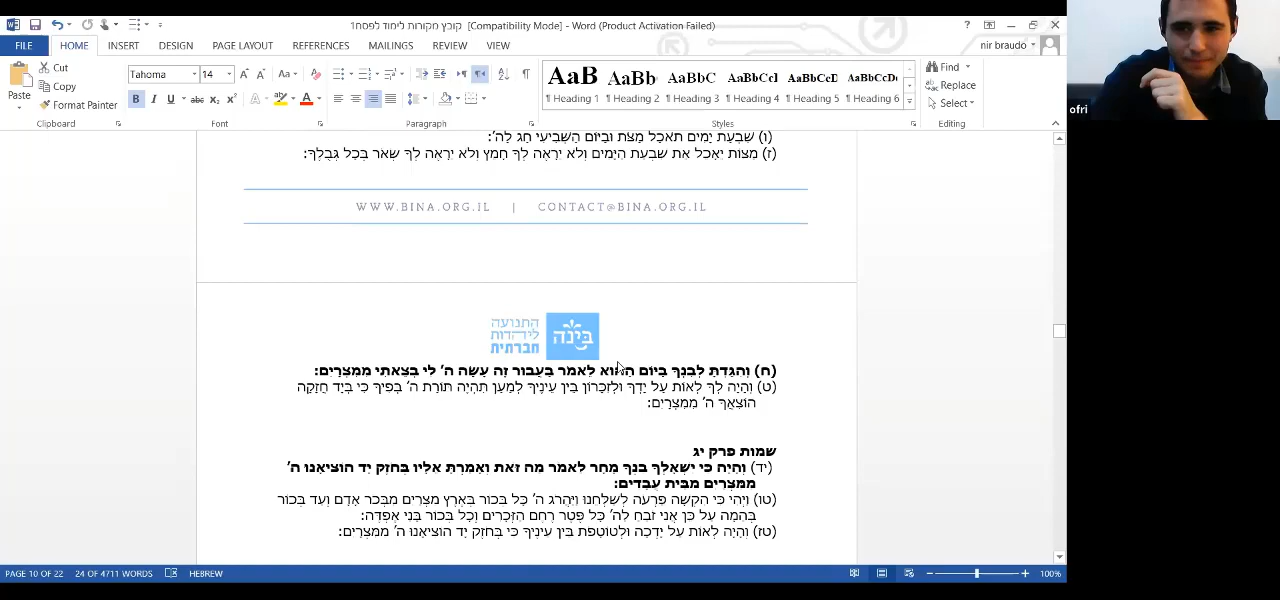 קובץ מקורות לימוד לפסח1 [Compatibility Mode] - Word (Product Activation Failed)
FILE HOME INSERT DESIGN PAGE LAYOUT REFERENCES MAILINGS REVIEW VIEW nir braudo
Paste Cut Copy Format Painter Clipboard
Tahoma 14 Font Paragraph
AaB AaBb AaBbC AaBbCcI AaBbCcD AaBbCcDi
¶ Heading 1 ¶ Heading 2 ¶ Heading 3 ¶ Heading 4 ¶ Heading 5 ¶ Heading 6 Styles
Find Replace Select Editing
ofri
(ו) שִׁבְעַת יָמִים תֹּאכַל מַצֹּת וּבַיּוֹם הַשְּׁבִיעִי חַג לַה':
(ז) מַצּוֹת יֵאָכֵל אֵת שִׁבְעַת הַיָּמִים וְלֹא יֵרָאֶה לְךָ חָמֵץ וְלֹא יֵרָאֶה לְךָ שְׂאֹר בְּכָל גְּבֻלֶךָ:
WWW.BINA.ORG.IL | CONTACT@BINA.ORG.IL
בינה
התנועה
ליהדות
חברתית
(ח) וְהִגַּדְתָּ לְבִנְךָ בַּיּוֹם הַהוּא לֵאמֹר בַּעֲבוּר זֶה עָשָׂה ה' לִי בְּצֵאתִי מִמִּצְרָיִם:
(ט) וְהָיָה לְךָ לְאוֹת עַל יָדְךָ וּלְזִכָּרוֹן בֵּין עֵינֶיךָ לְמַעַן תִּהְיֶה תּוֹרַת ה' בְּפִיךָ כִּי בְּיָד חֲזָקָה
הוֹצִאֲךָ ה' מִמִּצְרָיִם:
שמות פרק יג
(יד) וְהָיָה כִּי יִשְׁאָלְךָ בִנְךָ מָחָר לֵאמֹר מַה זֹּאת וְאָמַרְתָּ אֵלָיו בְּחֹזֶק יָד הוֹצִיאָנוּ ה'
מִמִּצְרַיִם מִבֵּית עֲבָדִים:
(טו) וַיְהִי כִּי הִקְשָׁה פַרְעֹה לְשַׁלְּחֵנוּ וַיַּהֲרֹג ה' כָּל בְּכוֹר בְּאֶרֶץ מִצְרַיִם מִבְּכֹר אָדָם וְעַד בְּכוֹר
בְּהֵמָה עַל כֵּן אֲנִי זֹבֵחַ לַה' כָּל פֶּטֶר רֶחֶם הַזְּכָרִים וְכָל בְּכוֹר בָּנַי אֶפְדֶּה:
(טז) וְהָיָה לְאוֹת עַל יָדְכָה וּלְטוֹטָפֹת בֵּין עֵינֶיךָ כִּי בְּחֹזֶק יָד הוֹצִיאָנוּ ה' מִמִּצְרָיִם:
PAGE 10 OF 22 24 OF 4711 WORDS HEBREW 100%